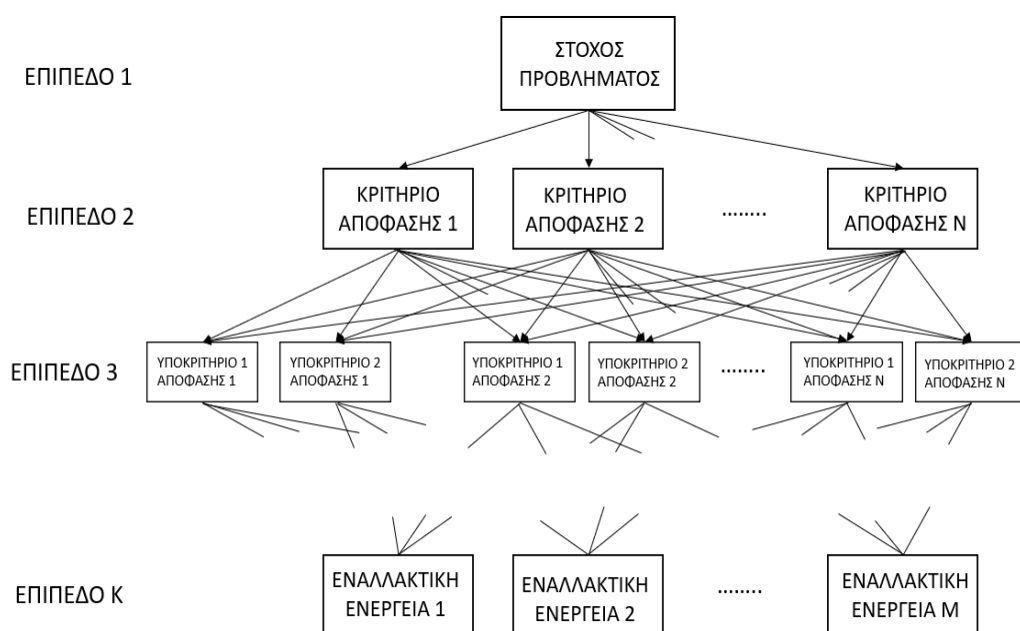 ΣΤΟΧΟΣ
ΠΡΟΒΛΗΜΑΤΟΣ
ΕΠΙΠΕΔΟ 1
ΚΡΙΤΗΡΙΟ
ΑΠΟΦΑΣΗΣ 1
ΚΡΙΤΗΡΙΟ
ΑΠΟΦΑΣΗΣ 2
........
ΚΡΙΤΗΡΙΟ
ΑΠΟΦΑΣΗΣ Ν
ΕΠΙΠΕΔΟ 2
ΥΠΟΚΡΙΤΗΡΙΟ 1
ΑΠΟΦΑΣΗΣ 1
ΥΠΟΚΡΙΤΗΡΙΟ 2
ΑΠΟΦΑΣΗΣ 1
ΥΠΟΚΡΙΤΗΡΙΟ 1
ΑΠΟΦΑΣΗΣ 2
ΥΠΟΚΡΙΤΗΡΙΟ 2
ΑΠΟΦΑΣΗΣ 2
........
ΥΠΟΚΡΙΤΗΡΙΟ 1
ΑΠΟΦΑΣΗΣ Ν
ΥΠΟΚΡΙΤΗΡΙΟ 2
ΑΠΟΦΑΣΗΣ Ν
ΕΠΙΠΕΔΟ 3
ΕΝΑΛΛΑΚΤΙΚΗ
ΕΝΕΡΓΕΙΑ 1
ΕΝΑΛΛΑΚΤΙΚΗ
ΕΝΕΡΓΕΙΑ 2
........
ΕΝΑΛΛΑΚΤΙΚΗ
ΕΝΕΡΓΕΙΑ Μ
ΕΠΙΠΕΔΟ Κ